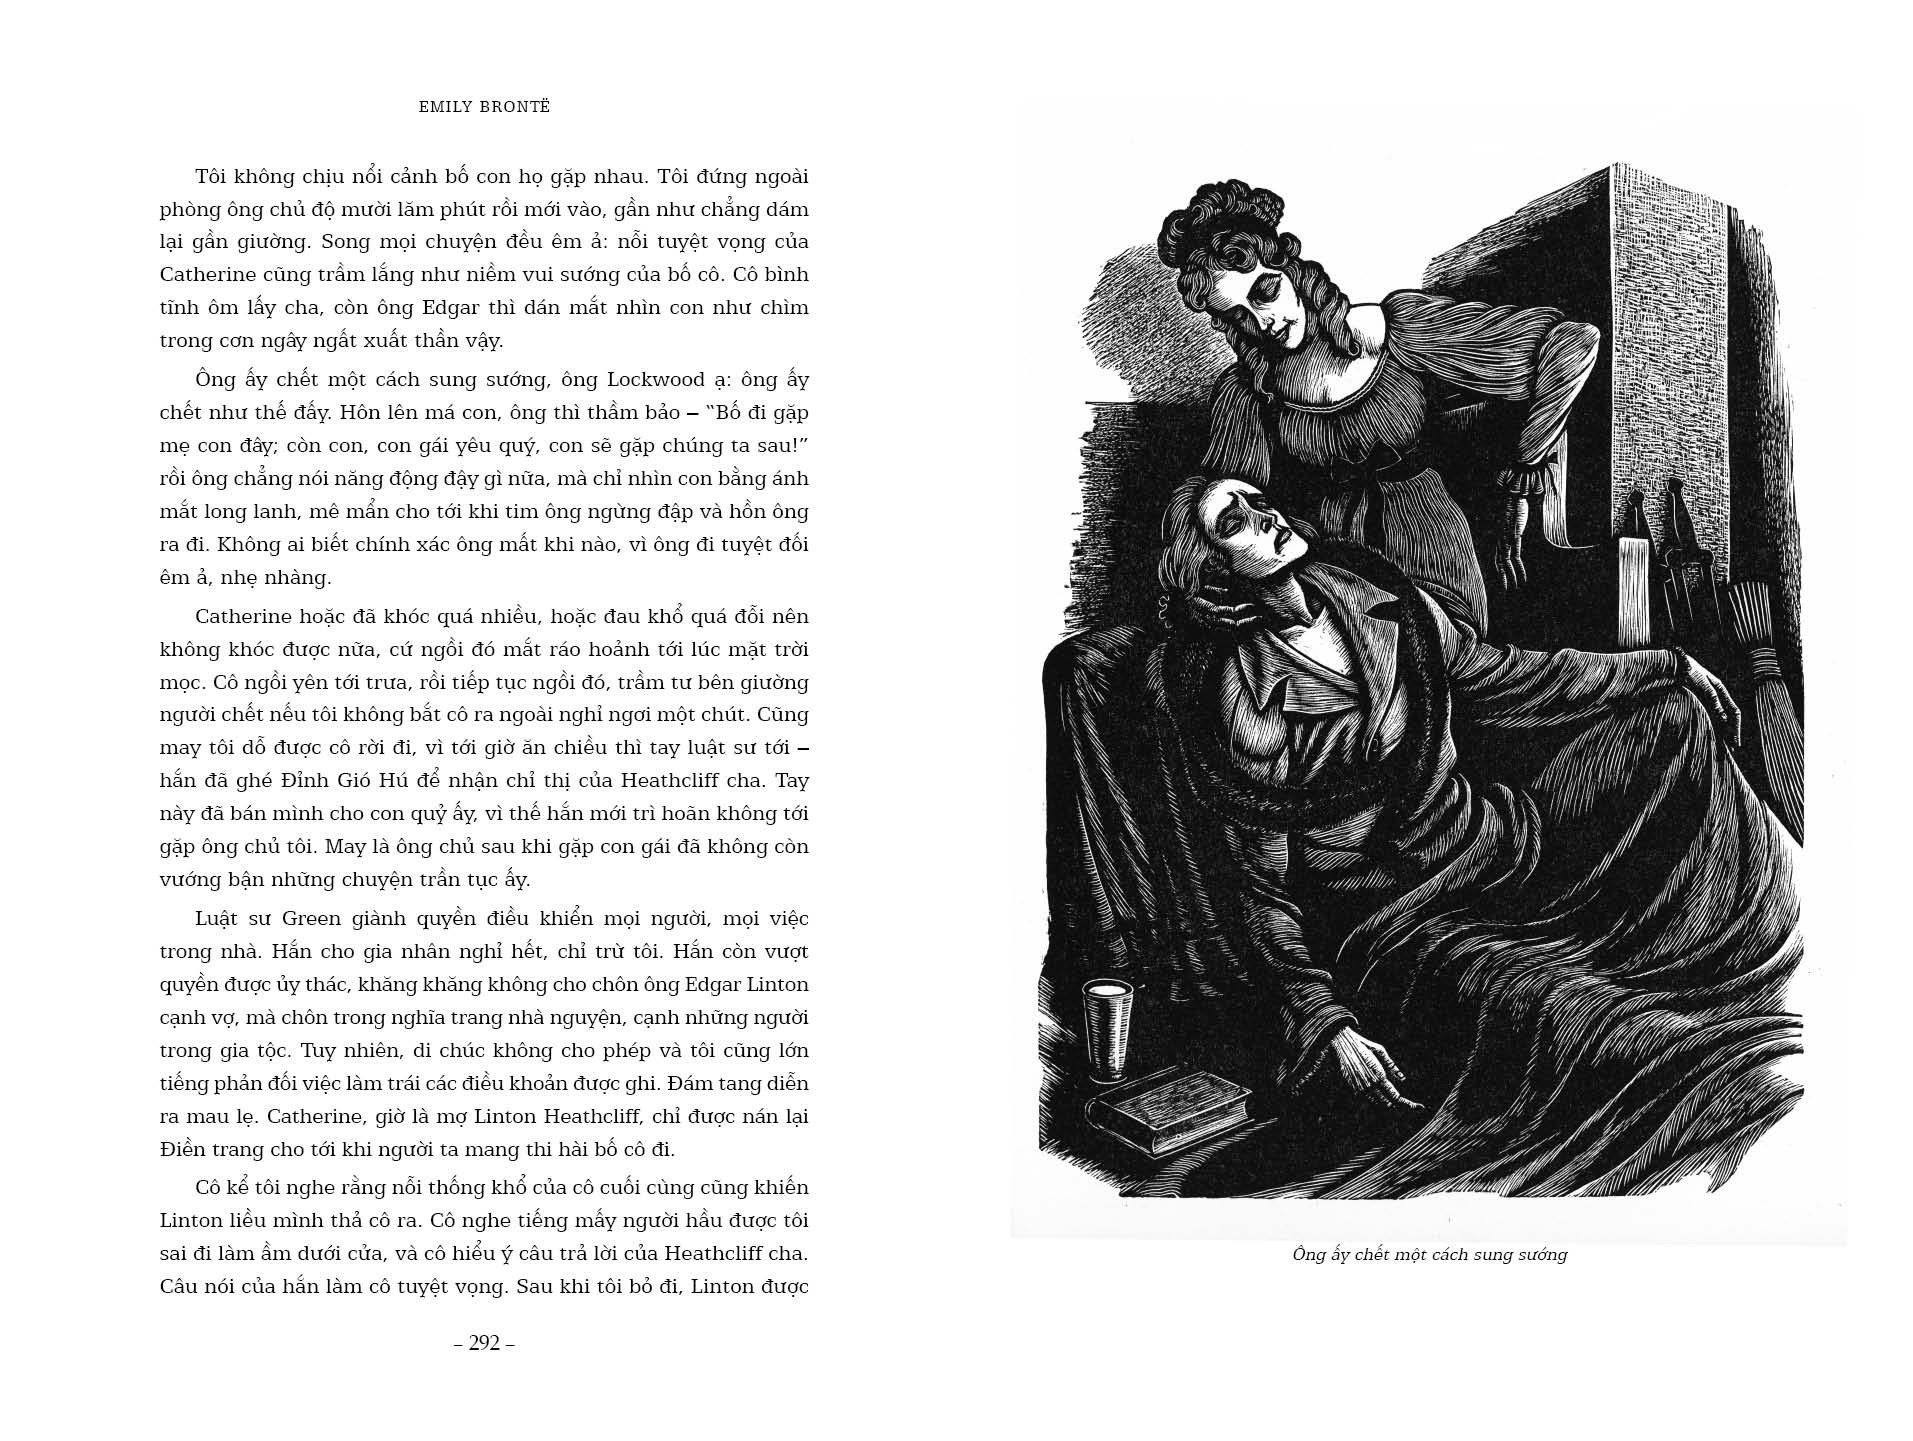 EMILY BRONTË
Tôi không chịu nổi cảnh bố con họ gặp nhau. Tôi đứng ngoài
phòng ông chủ độ mười lăm phút rồi mới vào, gần như chẳng dám
lại gần giường. Song mọi chuyện đều êm ả: nỗi tuyệt vọng của
Catherine cũng trầm lắng như niềm vui sướng của bố cô. Cô bình
tĩnh ôm lấy cha, còn ông Edgar thì dán mắt nhìn con như chìm
trong cơn ngây ngất xuất thần vậy.
Ông ấy chết một cách sung sướng, ông Lockwood ạ: ông ấy
chết như thế đấy. Hôn lên má con, ông thì thầm bảo – “Bố đi gặp
mẹ con đây; còn con, con gái yêu quý, con sẽ gặp chúng ta sau!”
rồi ông chẳng nói năng động đậy gì nữa, mà chỉ nhìn con bằng ánh
mắt long lanh, mê mẩn cho tới khi tim ông ngừng đập và hồn ông
ra đi. Không ai biết chính xác ông mất khi nào, vì ông đi tuyệt đối
êm ả, nhẹ nhàng.
Catherine hoặc đã khóc quá nhiều, hoặc đau khổ quá đỗi nên
không khóc được nữa, cứ ngồi đó mắt ráo hoảnh tới lúc mặt trời
mọc. Cô ngồi yên tới trưa, rồi tiếp tục ngồi đó, trầm tư bên giường
người chết nếu tôi không bắt cô ra ngoài nghỉ ngơi một chút. Cũng
may tôi dỗ được cô rời đi, vì tới giờ ăn chiều thì tay luật sư tới –
hắn đã ghé Đỉnh Gió Hú để nhận chỉ thị của Heathcliff cha. Tay
này đã bán mình cho con quỷ ấy, vì thế hắn mới trì hoãn không tới
gặp ông chủ tôi. May là ông chủ sau khi gặp con gái đã không còn
vướng bận những chuyện trần tục ấy.
Luật sư Green giành quyền điều khiển mọi người, mọi việc
trong nhà. Hắn cho gia nhân nghỉ hết, chỉ trừ tôi. Hắn còn vượt
quyền được ủy thác, khăng khăng không cho chôn ông Edgar Linton
cạnh vợ, mà chôn trong nghĩa trang nhà nguyện, cạnh những người
trong gia tộc. Tuy nhiên, di chúc không cho phép và tôi cũng lớn
tiếng phản đối việc làm trái các điều khoản được ghi. Đám tang diễn
ra mau lẹ. Catherine, giờ là mợ Linton Heathcliff, chỉ được nán lại
Điền trang cho tới khi người ta mang thi hài bố cô đi.
Cô kể tôi nghe rằng nỗi thống khổ của cô cuối cùng cũng khiến
Linton liều mình thả cô ra. Cô nghe tiếng mấy người hầu được tôi
sai đi làm ầm dưới cửa, và cô hiểu ý câu trả lời của Heathcliff cha.
Câu nói của hắn làm cô tuyệt vọng. Sau khi tôi bỏ đi, Linton được
– 292 –
Ông ấy chết một cách sung sướng